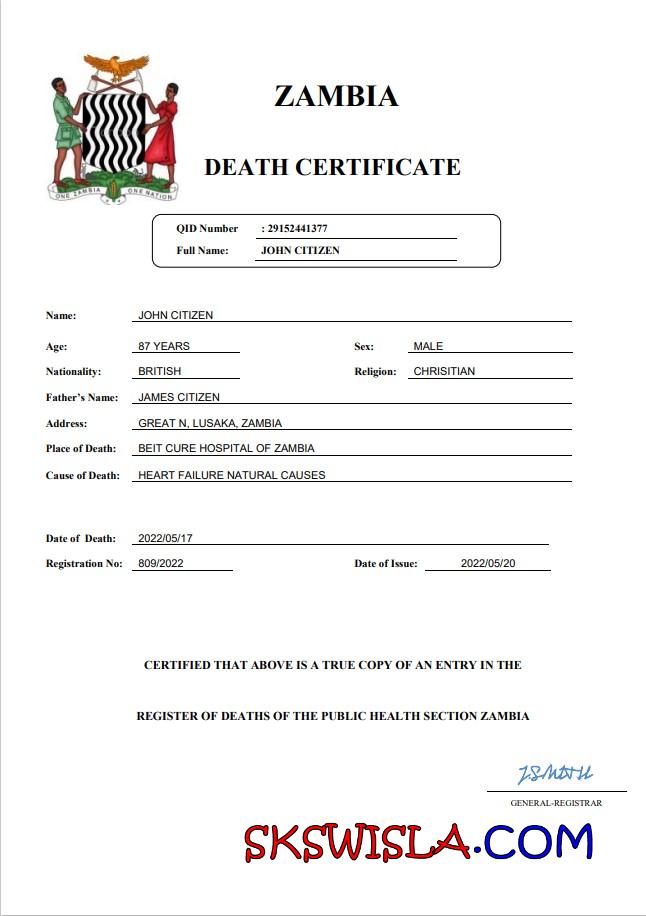 ZAMBIA
DEATH CERTIFICATE
ONE ZAMBIA ONE NATION
QID Number : 29152441377
Full Name: JOHN CITIZEN
Name: JOHN CITIZEN
Age: 87 YEARS Sex: MALE
Nationality: BRITISH Religion: CHRISITIAN
Father's Name: JAMES CITIZEN
Address: GREAT N, LUSAKA, ZAMBIA
Place of Death: BEIT CURE HOSPITAL OF ZAMBIA
Cause of Death: HEART FAILURE NATURAL CAUSES
Date of Death: 2022/05/17
Registration No: 809/2022 Date of Issue: 2022/05/20
CERTIFIED THAT ABOVE IS A TRUE COPY OF AN ENTRY IN THE
REGISTER OF DEATHS OF THE PUBLIC HEALTH SECTION ZAMBIA
GENERAL-REGISTRAR
SKSWISLA.COM